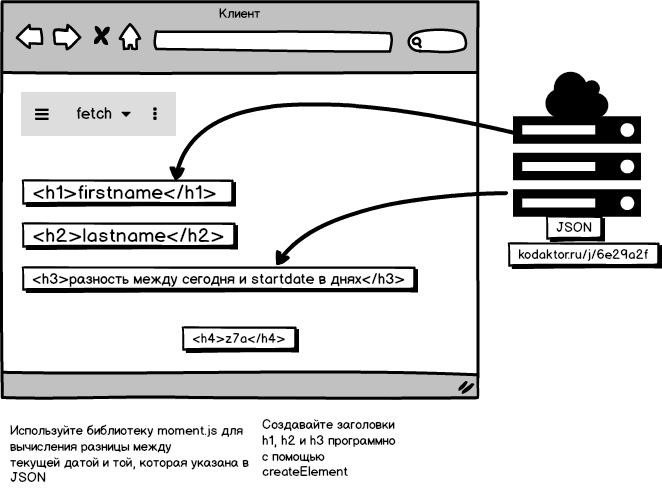 Клиент
fetch
<h1>firstname</h1>
<h2>lastname</h2>
<h3>разность между сегодня и startdate в днях</h3>
<h4>z7a</h4>
JSON
kodaktor.ru/j/6e29a2f
Используйте библиотеку moment.js для
вычисления разницы между
текущей датой и той, которая указана в
JSON
Создавайте заголовки
h1, h2 и h3 программно
с помощью
createElement